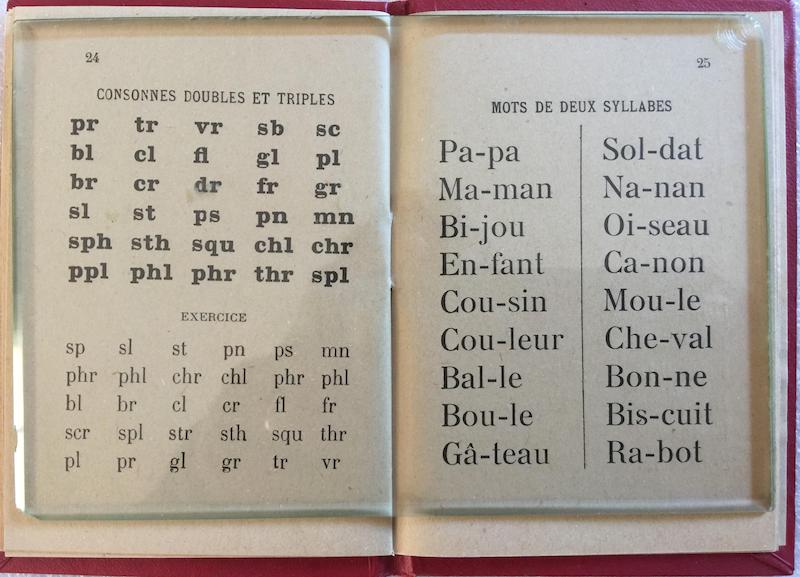 24
CONSONNES DOUBLES ET TRIPLES
pr tr vr sb sc
bl cl fl gl pl
br cr dr fr gr
sl st ps pn mn
sph sth squ chl chr
ppl phl phr thr spl
EXERCICE
sp sl st pn ps mn
phr phl chr chl phr phl
bl br cl cr fl fr
scr spl str sth squ thr
pl pr gl gr tr vr
25
MOTS DE DEUX SYLLABES
Pa-pa
Ma-man
Bi-jou
En-fant
Cou-sin
Cou-leur
Bal-le
Bou-le
Gâ-teau
Sol-dat
Na-nan
Oi-seau
Ca-non
Mou-le
Che-val
Bon-ne
Bis-cuit
Ra-bot